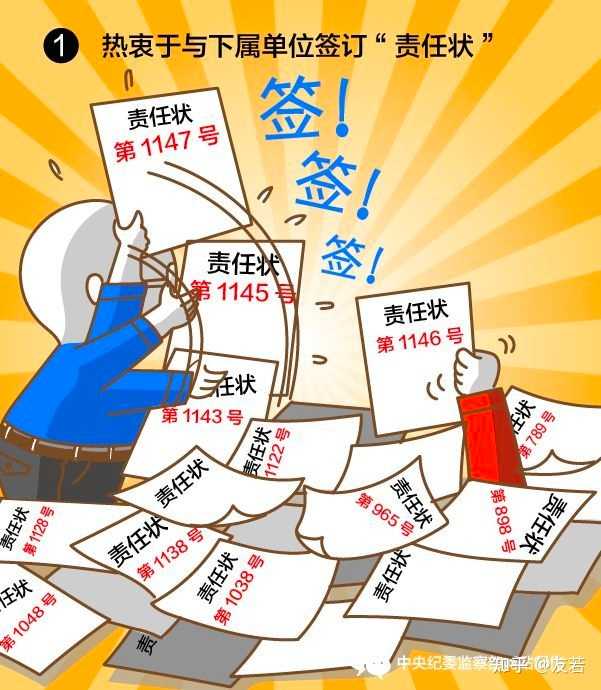 1 热衷于与下属单位签订“责任状”
签!
签!
签!
责任状
第 1147 号
责任状
第 1145 号
责任状
第 1146 号
任状
第 1143 号
责任状
1122 号
第 789 号
责任状
责任状
第 965 号
责任状
第 898 号
责任状
第 1128 号
责任状
第 1138 号
责任状
第 1038 号
责任状
任状
第 1048 号
责
中央纪委监察部
知乎 @友若